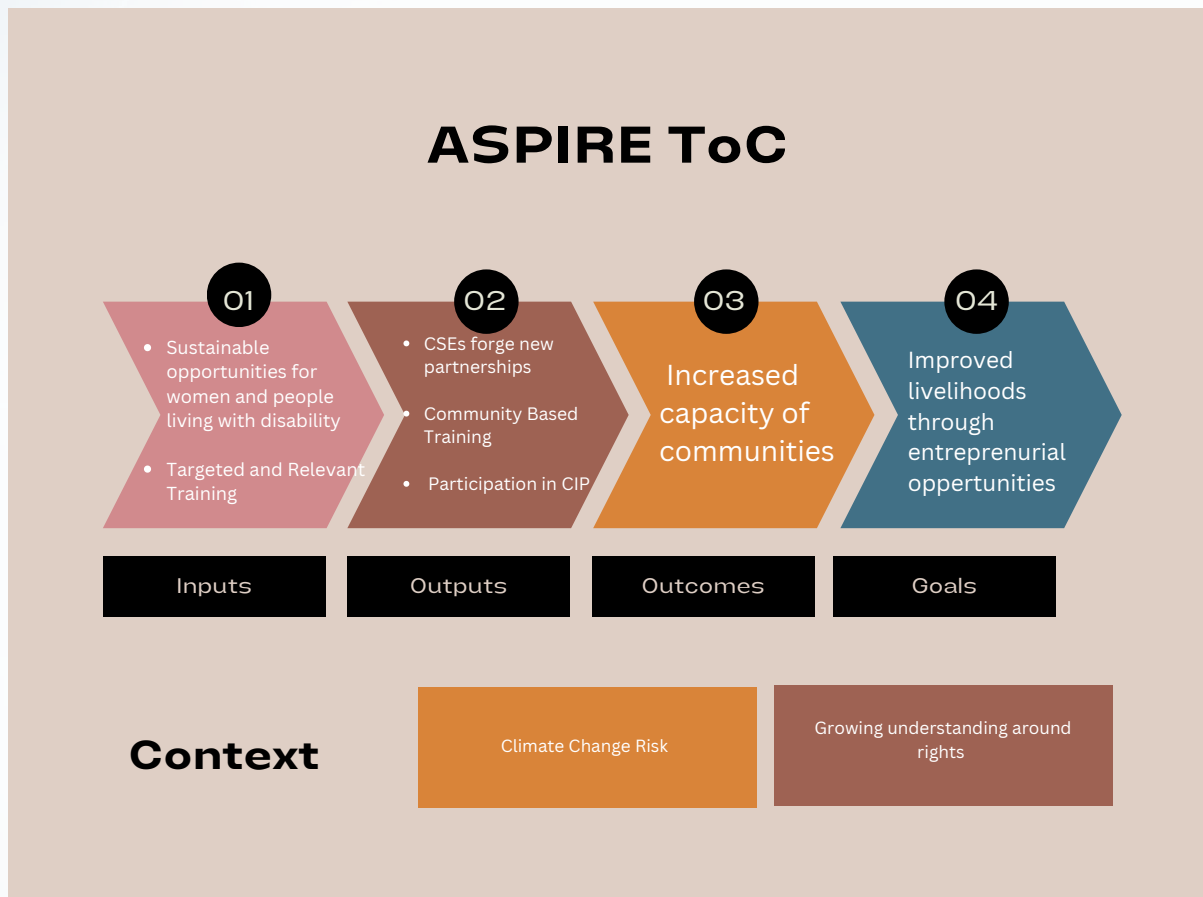 ASPIRE ToC
01
Sustainable
opportunities for
women and people
living with disability
Targeted and Relevant
Training
02
CSEs forge new
partnerships
Community Based
Training
Participation in CIP
03
Increased
capacity of
communities
04
Improved
livelihoods
through
entreprenurial
oppertunities
Inputs
Outputs
Outcomes
Goals
Context
Climate Change Risk
Growing understanding around
rights